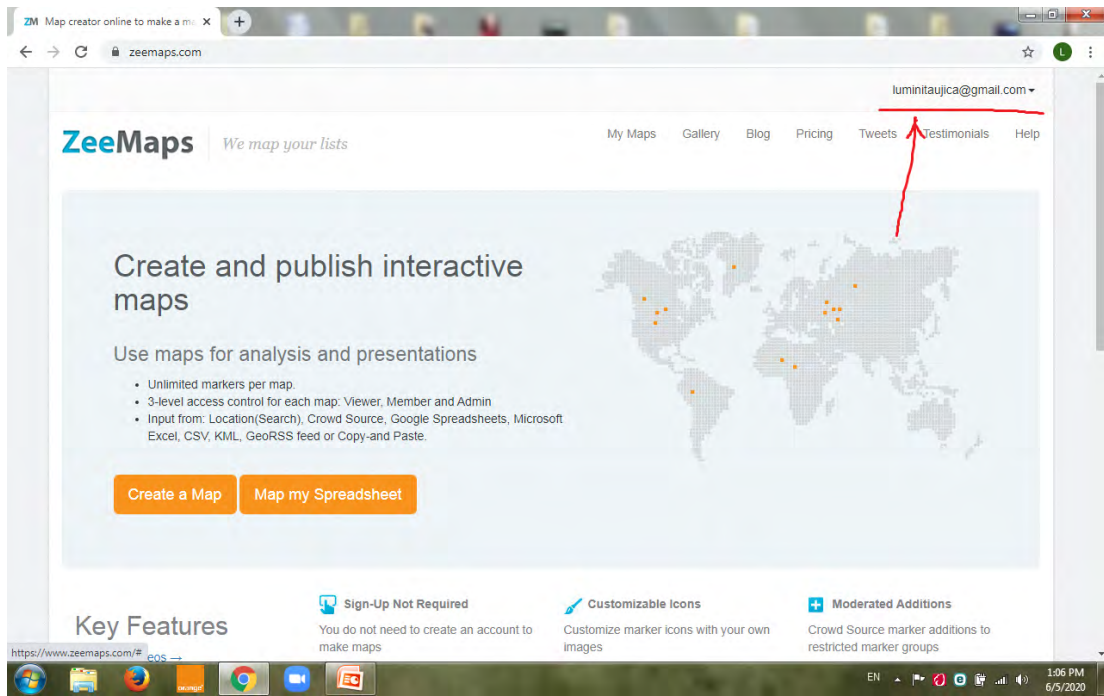 ZM Map creator online to make a m
zeemaps.com
L
luminitaujica@gmail.com
ZeeMaps
We map your lists
My Maps Gallery Blog Pricing Tweets Testimonials Help
Create and publish interactive
maps
Use maps for analysis and presentations
• Unlimited markers per map.
• 3-level access control for each map: Viewer, Member and Admin
• Input from: Location(Search), Crowd Source, Google Spreadsheets, Microsoft
Excel, CSV, KML, GeoRSS feed or Copy-and Paste.
Create a Map Map my Spreadsheet
Key Features
Sign-Up Not Required
You do not need to create an account to
make maps
Customizable Icons
Customize marker icons with your own
images
Moderated Additions
Crowd Source marker additions to
restricted marker groups
https://www.zeemaps.com/#
eos →
EN
1:06 PM
6/5/2020